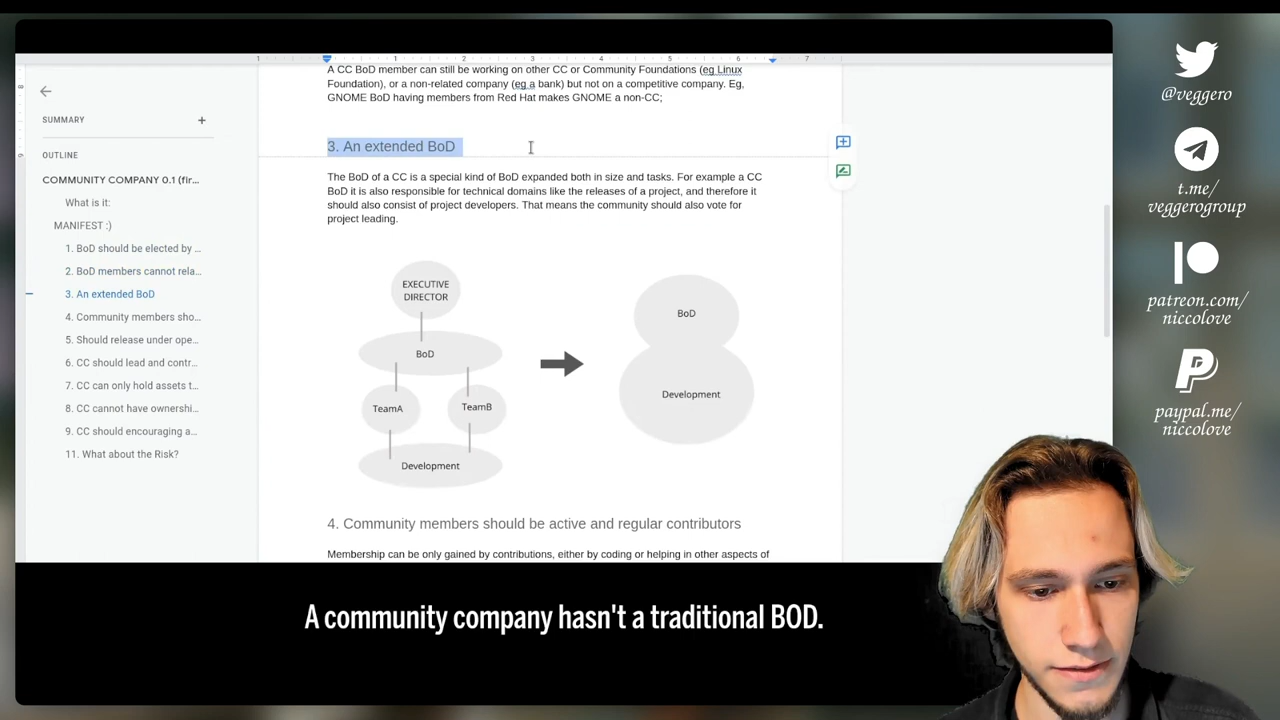 A CC BoD member can still be working on other CC or Community Foundations (eg Linux
Foundation), or a non-related company (eg a bank) but not on a competitive company. Eg,
GNOME BoD having members from Red Hat makes GNOME a non-CC;
3. An extended BoD
The BoD of a CC is a special kind of BoD expanded both in size and tasks. For example a CC
BoD it is also responsible for technical domains like the releases of a project, and therefore it
should also consist of project developers. That means the community should also vote for
project leading.
EXECUTIVE
DIRECTOR
BoD
TeamA
TeamB
Development
BoD
Development
4. Community members should be active and regular contributors
Membership can be only gained by contributions, either by coding or helping in other aspects of
SUMMARY
+
OUTLINE
COMMUNITY COMPANY 0.1 (fir...
What is it:
MANIFEST :)
1. BoD should be elected by ...
2. BoD members cannot rela...
3. An extended BoD
4. Community members sho...
5. Should release under ope...
6. CC should lead and contr...
7. CC can only hold assets t...
8. CC cannot have ownershi...
9. CC should encouraging a...
11. What about the Risk?
1 1 2 3 4 5 6 7
@veggero
t.me/
veggerogroup
patreon.com/
niccolove
paypal.me/
niccolove
A community company hasn't a traditional BOD.